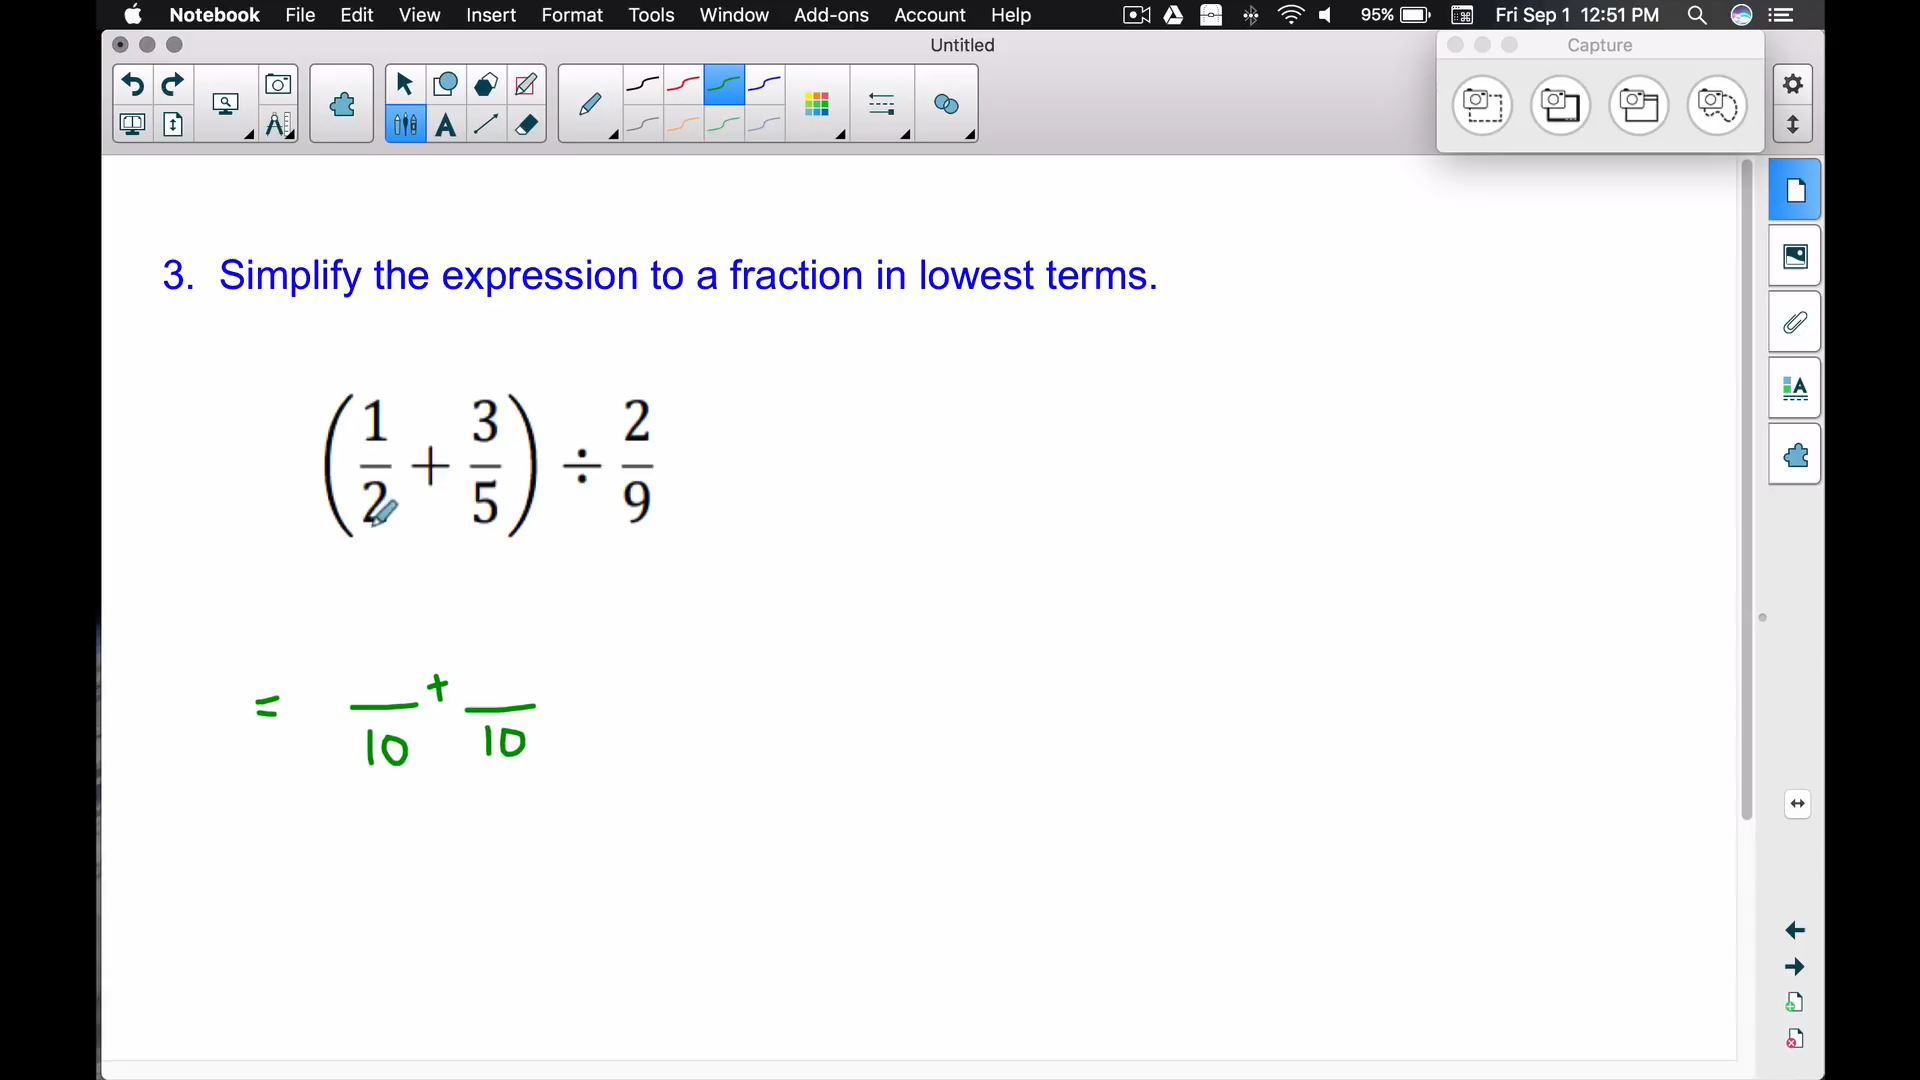 Notebook File Edit View Insert Format Tools Window Add-ons Account Help 95% Fri Sep 1 12:51 PM
Untitled
Capture
3. Simplify the expression to a fraction in lowest terms.
(1/2 + 3/5) ÷ 2/9
= /10 + /10